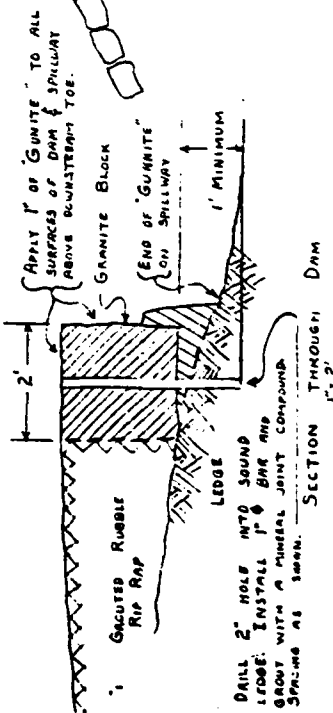 APPLY 1" OF "GUNITE" TO ALL
SURFACES OF DAM & SPILLWAY
ABOVE DOWNSTREAM TOE.
GRANITE BLOCK
END OF "GUNNITE"
ON SPILLWAY
1' MINIMUM
2'
GROUTED RUBBLE
RIP RAP
LEDGE
DRILL 2" HOLE INTO SOUND
LEDGE. INSTALL 1" φ BAR AND
GROUT WITH A MINERAL JOINT COMPOUND
SPACING AS SHOWN.
SECTION THROUGH DAM
1" = 2'